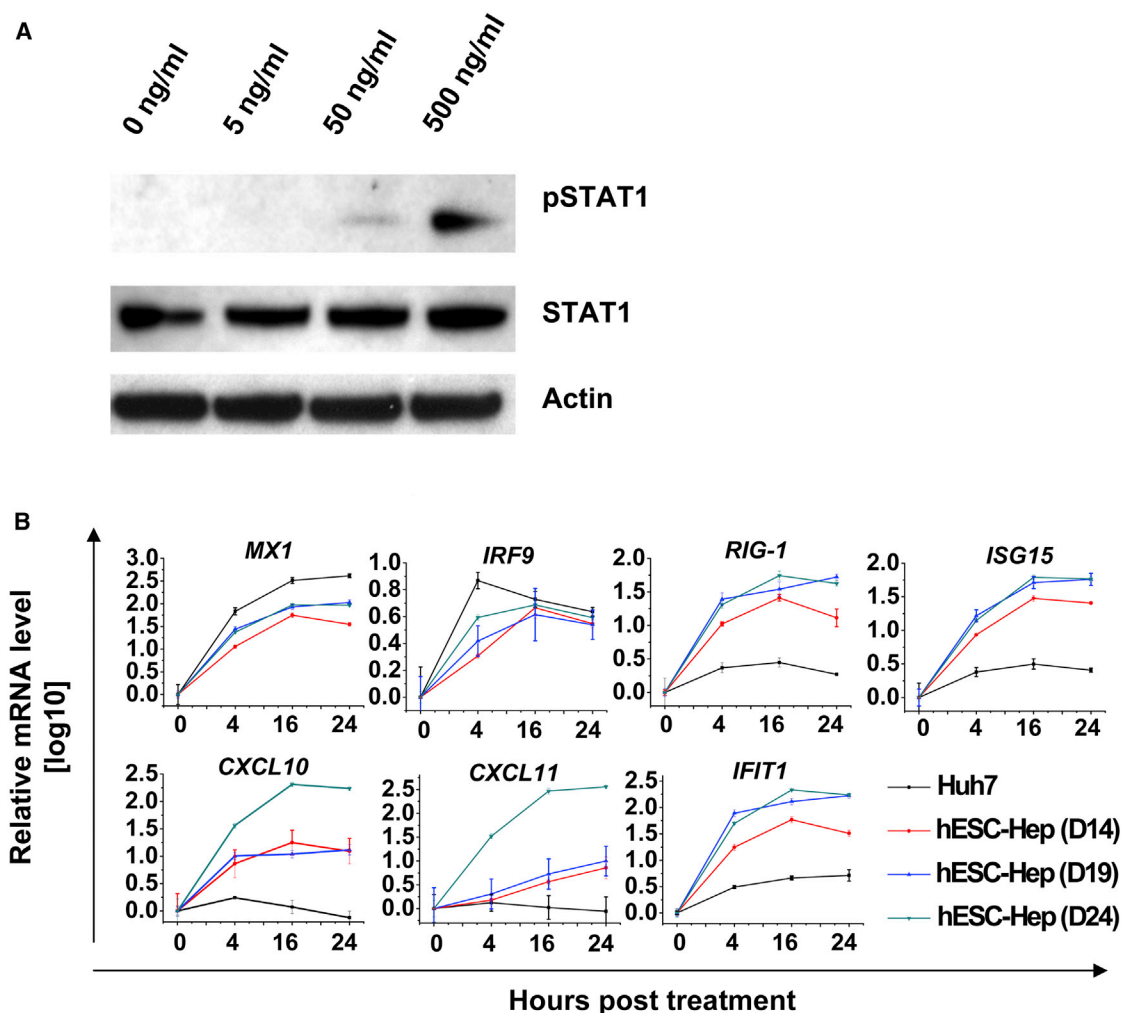 A
0 ng/ml 5 ng/ml 50 ng/ml 500 ng/ml
pSTAT1
STAT1
Actin
B
Relative mRNA level
[log10]
MX1
3.0
2.5
2.0
1.5
1.0
0.5
0.0
0 4 16 24
IRF9
1.0
0.8
0.6
0.4
0.2
0.0
0 4 16 24
RIG-1
2.0
1.5
1.0
0.5
0.0
0 4 16 24
ISG15
2.0
1.5
1.0
0.5
0.0
0 4 16 24
CXCL10
2.5
2.0
1.5
1.0
0.5
0.0
0 4 16 24
CXCL11
2.5
2.0
1.5
1.0
0.5
0.0
0 4 16 24
IFIT1
2.5
2.0
1.5
1.0
0.5
0.0
0 4 16 24
Huh7
hESC-Hep (D14)
hESC-Hep (D19)
hESC-Hep (D24)
Hours post treatment